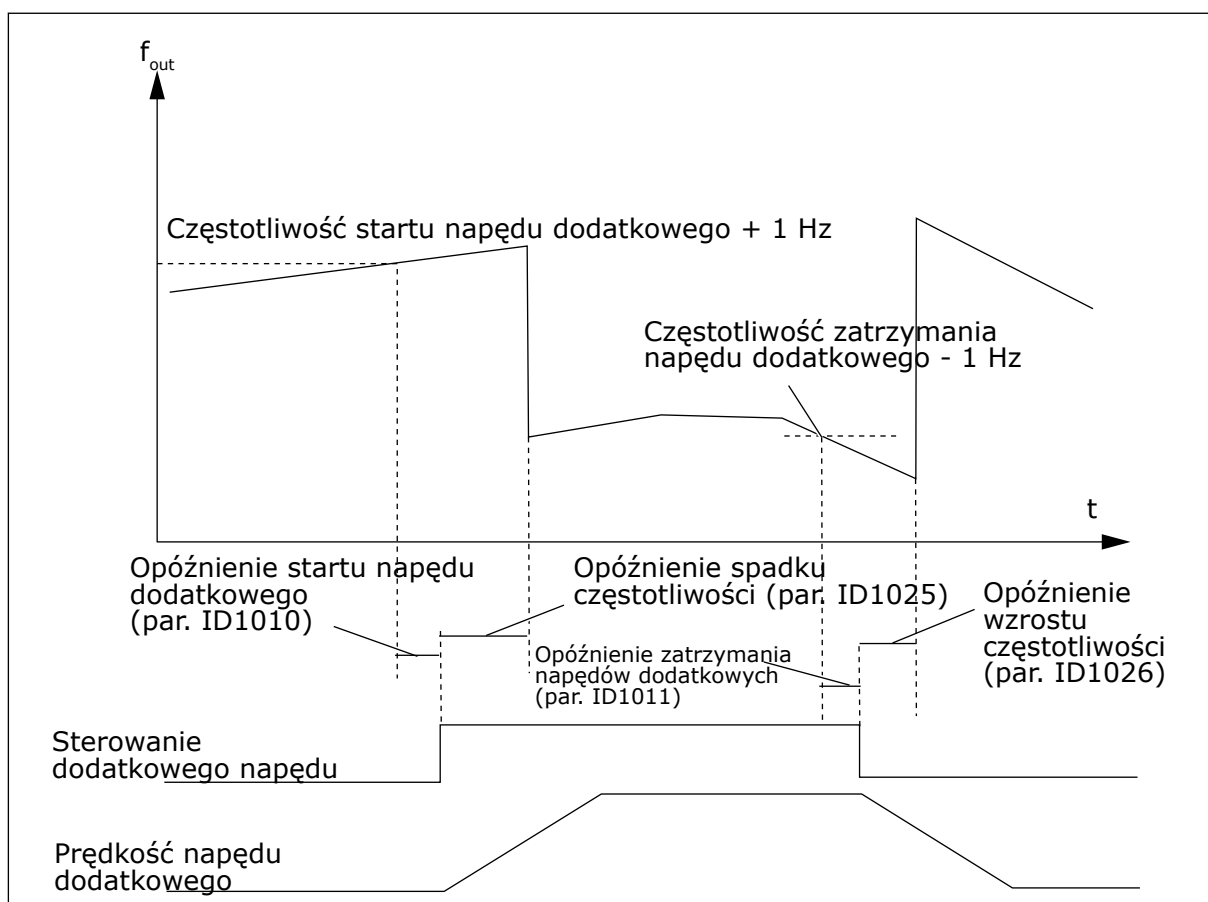 f_out
Częstotliwość startu napędu dodatkowego + 1 Hz
Częstotliwość zatrzymania
napędu dodatkowego - 1 Hz
t
Opóźnienie startu napędu
dodatkowego
(par. ID1010)
Opóźnienie spadku
częstotliwości (par. ID1025)
Opóźnienie
wzrostu
częstotliwości
(par. ID1026)
Opóźnienie zatrzymania
napędów dodatkowych
(par. ID1011)
Sterowanie
dodatkowego napędu
Prędkość napędu
dodatkowego